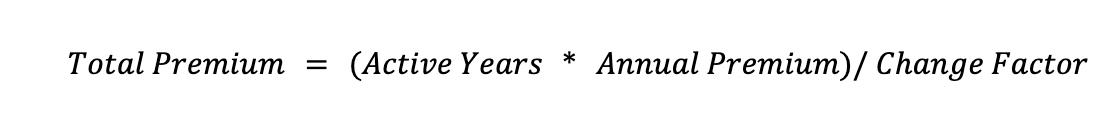 Total Premium = (Active Years * Annual Premium)/ Change Factor